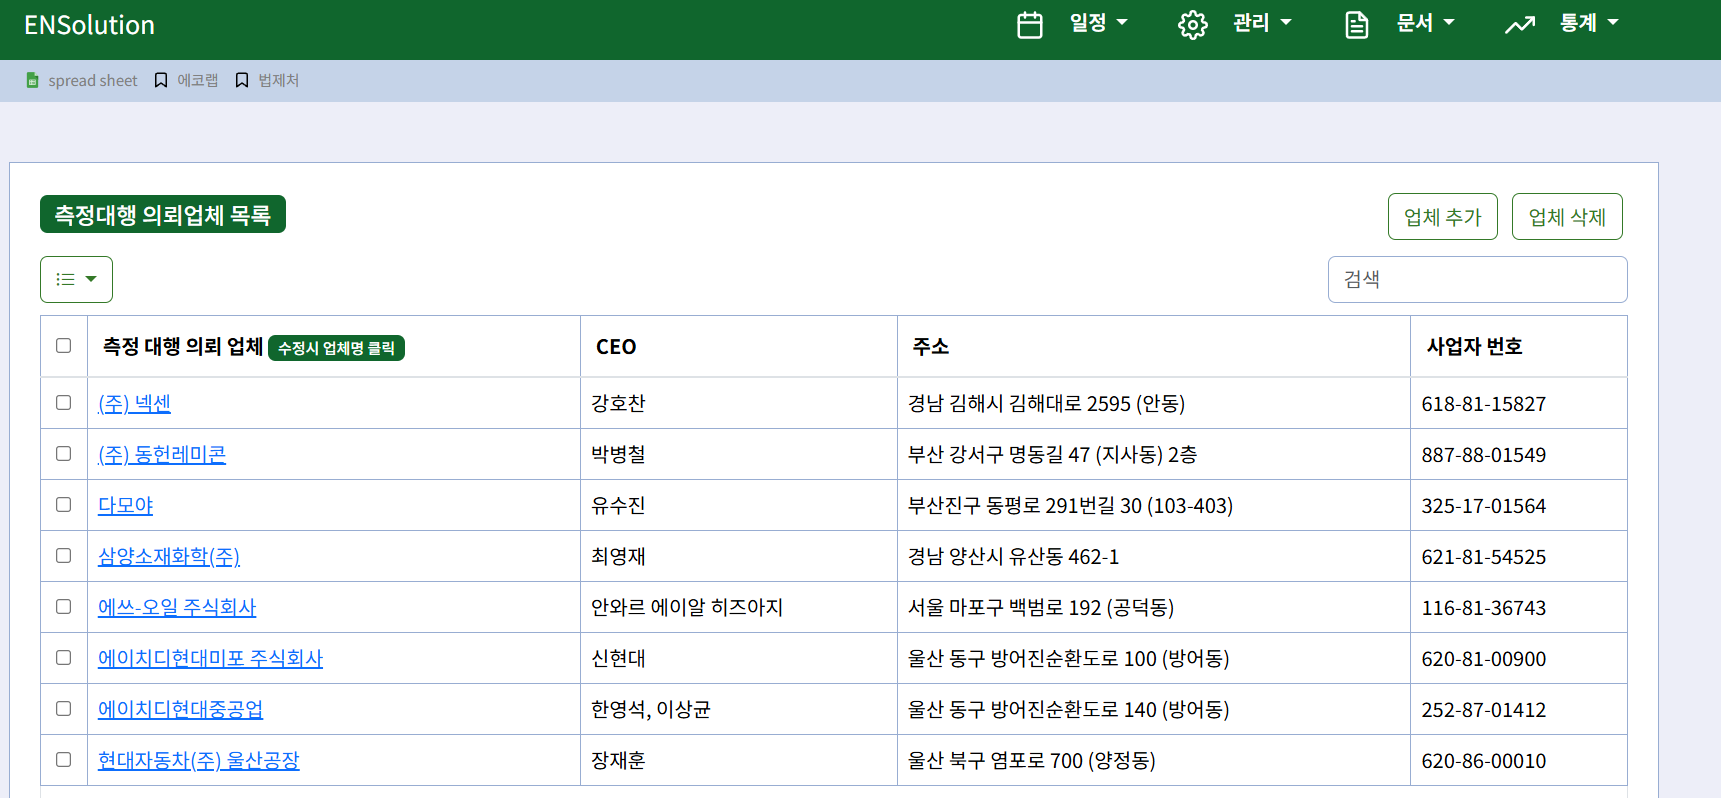 ENSolution 일정 관리 문서 통계
spread sheet 에코랩 법제처
측정대행 의뢰업체 목록 업체 추가 업체 삭제
검색
측정 대행 의뢰 업체 수정시 업체명 클릭 CEO 주소 사업자 번호
(주) 넥센 강호찬 경남 김해시 김해대로 2595 (안동) 618-81-15827
(주) 동헌레미콘 박병철 부산 강서구 명동길 47 (지사동) 2층 887-88-01549
다모야 유수진 부산진구 동평로 291번길 30 (103-403) 325-17-01564
삼양소재화학(주) 최영재 경남 양산시 유산동 462-1 621-81-54525
에쓰-오일 주식회사 안와르 에이알 히즈아지 서울 마포구 백범로 192 (공덕동) 116-81-36743
에이치디현대미포 주식회사 신현대 울산 동구 방어진순환도로 100 (방어동) 620-81-00900
에이치디현대중공업 한영석, 이상균 울산 동구 방어진순환도로 140 (방어동) 252-87-01412
현대자동차(주) 울산공장 장재훈 울산 북구 염포로 700 (양정동) 620-86-00010